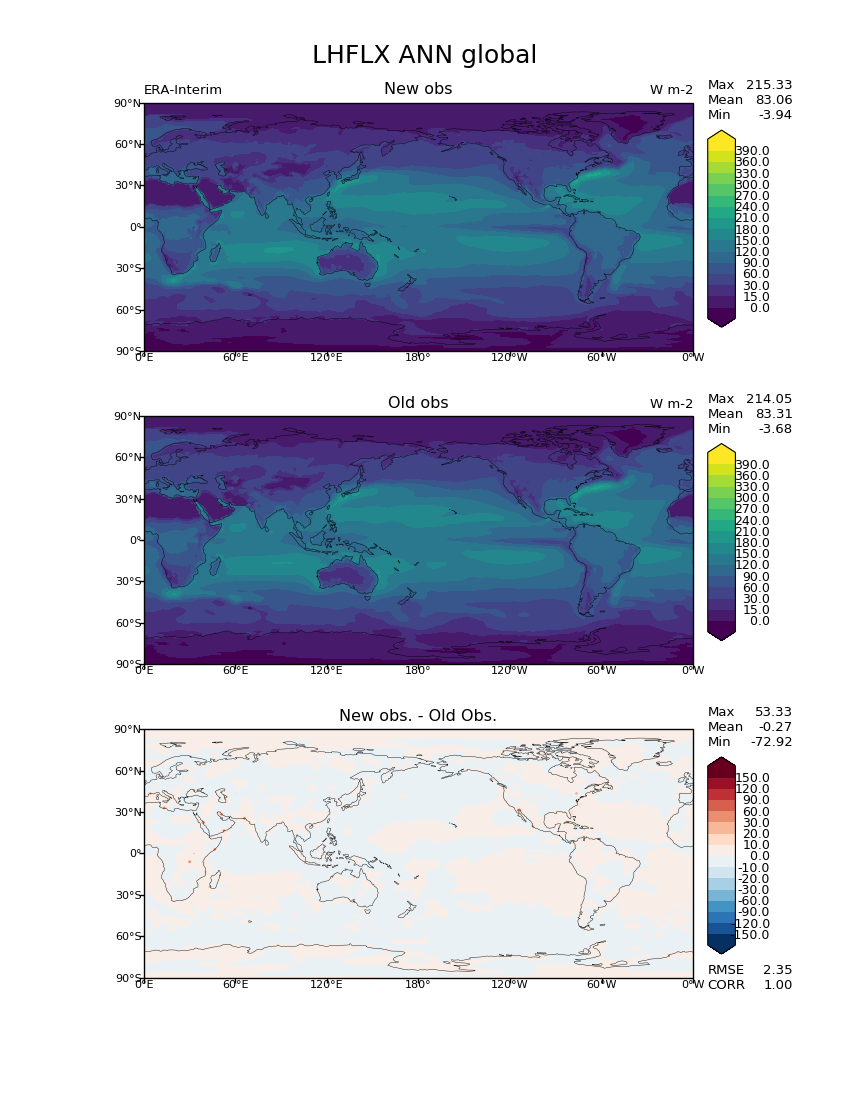 LHFLX ANN global
ERA-Interim New obs W m-2
Max 215.33
Mean 83.06
Min -3.94
90°N
60°N
30°N
0°
30°S
60°S
90°S
0°E 60°E 120°E 180° 120°W 60°W 0°W
390.0
360.0
330.0
300.0
270.0
240.0
210.0
180.0
150.0
120.0
90.0
60.0
30.0
15.0
0.0
Old obs W m-2
Max 214.05
Mean 83.31
Min -3.68
90°N
60°N
30°N
0°
30°S
60°S
90°S
0°E 60°E 120°E 180° 120°W 60°W 0°W
390.0
360.0
330.0
300.0
270.0
240.0
210.0
180.0
150.0
120.0
90.0
60.0
30.0
15.0
0.0
New obs. - Old Obs.
Max 53.33
Mean -0.27
Min -72.92
90°N
60°N
30°N
0°
30°S
60°S
90°S
0°E 60°E 120°E 180° 120°W 60°W 0°W
150.0
120.0
90.0
60.0
30.0
20.0
10.0
0.0
-10.0
-20.0
-30.0
-60.0
-90.0
-120.0
-150.0
RMSE 2.35
CORR 1.00